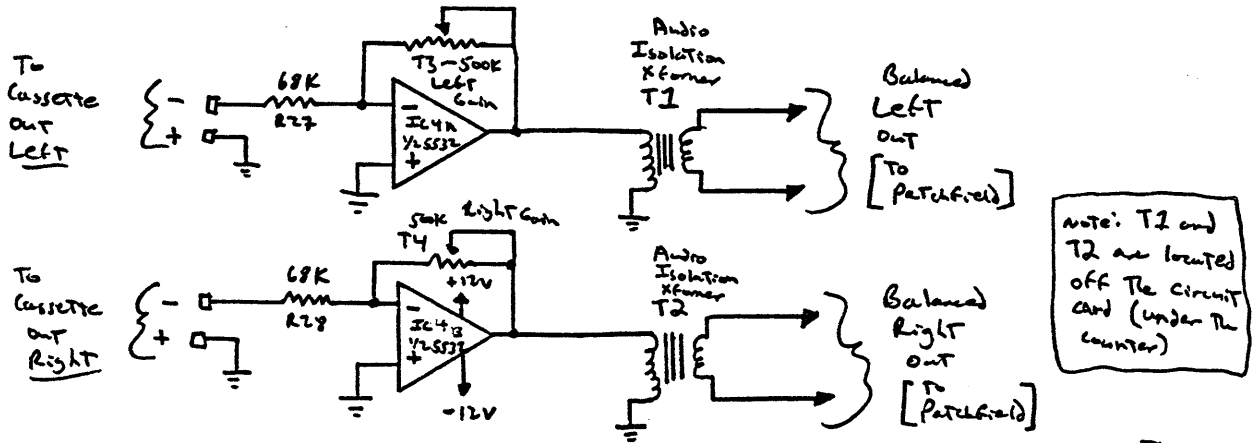 To
Cassette
Out
Left
-
+
68K
R27
T3-500K
Left
Gain
-
IC4A
1/2 5532
+
Audio
Isolation
Xformer
T1
Balanced
Left
Out
[To
Patchfield]
To
Cassette
Out
Right
-
+
68K
R28
500K
Right Gain
T4
+12V
-
IC4B
1/2 5532
+
-12V
Audio
Isolation
Xformer
T2
Balanced
Right
Out
[To
Patchfield]
Note: T1 and
T2 are located
off the circuit
card (under the
counter)